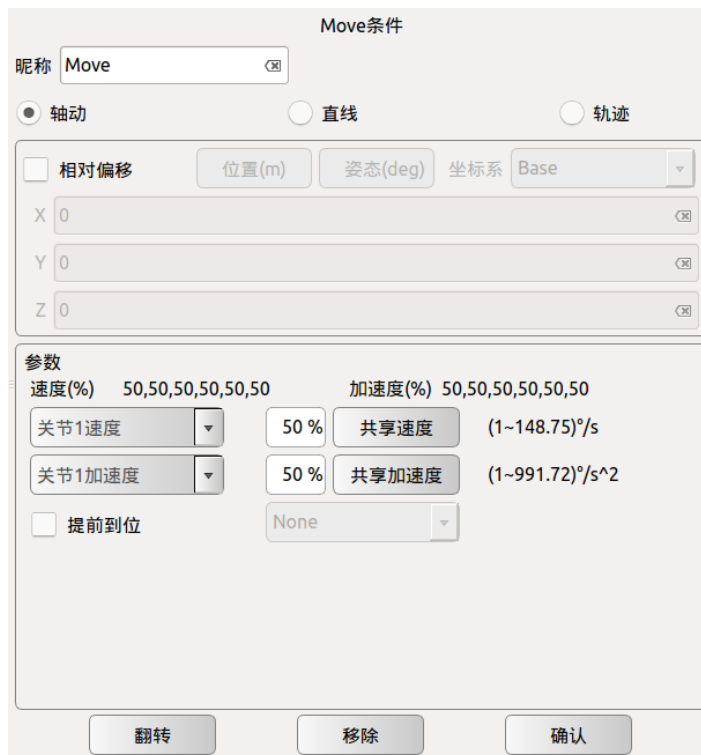 Move条件
昵称 Move
轴动 直线 轨迹
相对偏移 位置(m) 姿态(deg) 坐标系 Base
X 0
Y 0
Z 0
参数
速度(%) 50,50,50,50,50,50 加速度(%) 50,50,50,50,50,50
关节1速度 50 % 共享速度 (1~148.75)°/s
关节1加速度 50 % 共享加速度 (1~991.72)°/s^2
提前到位 None
翻转 移除 确认